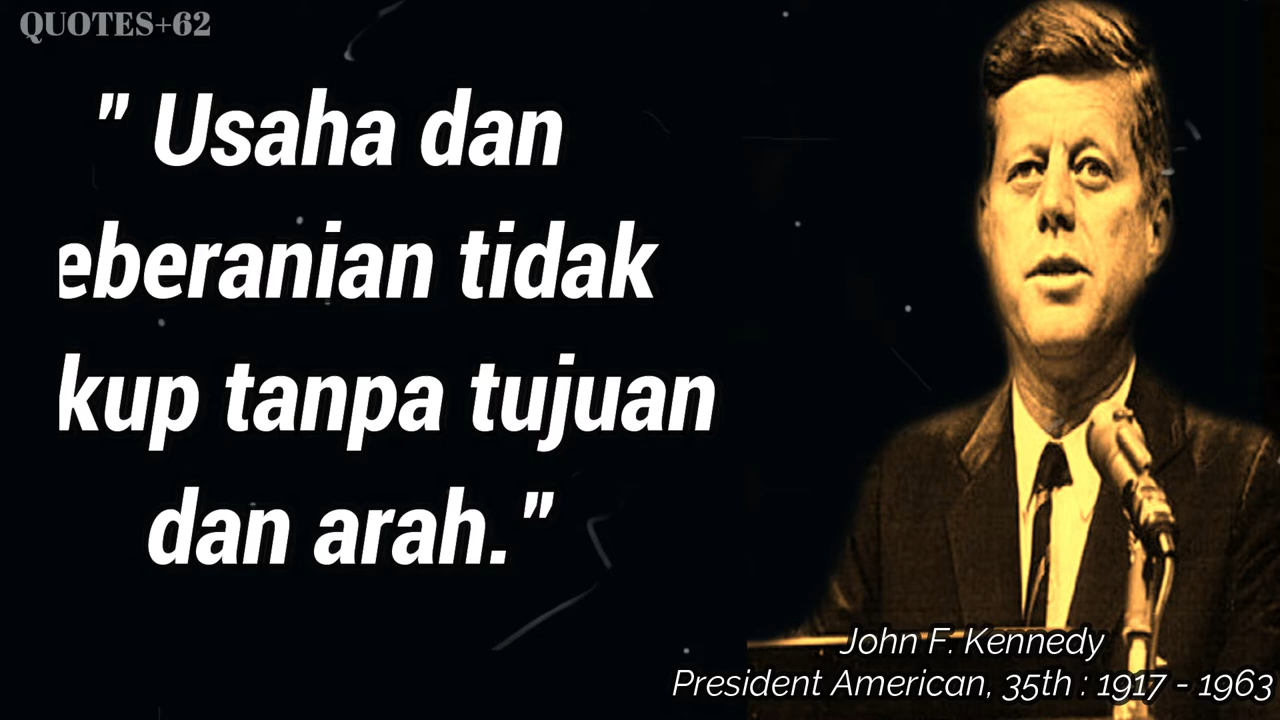 QUOTES+62
" Usaha dan
eberanian tidak
kup tanpa tujuan
dan arah."
John F. Kennedy
President American, 35th : 1917 - 1963